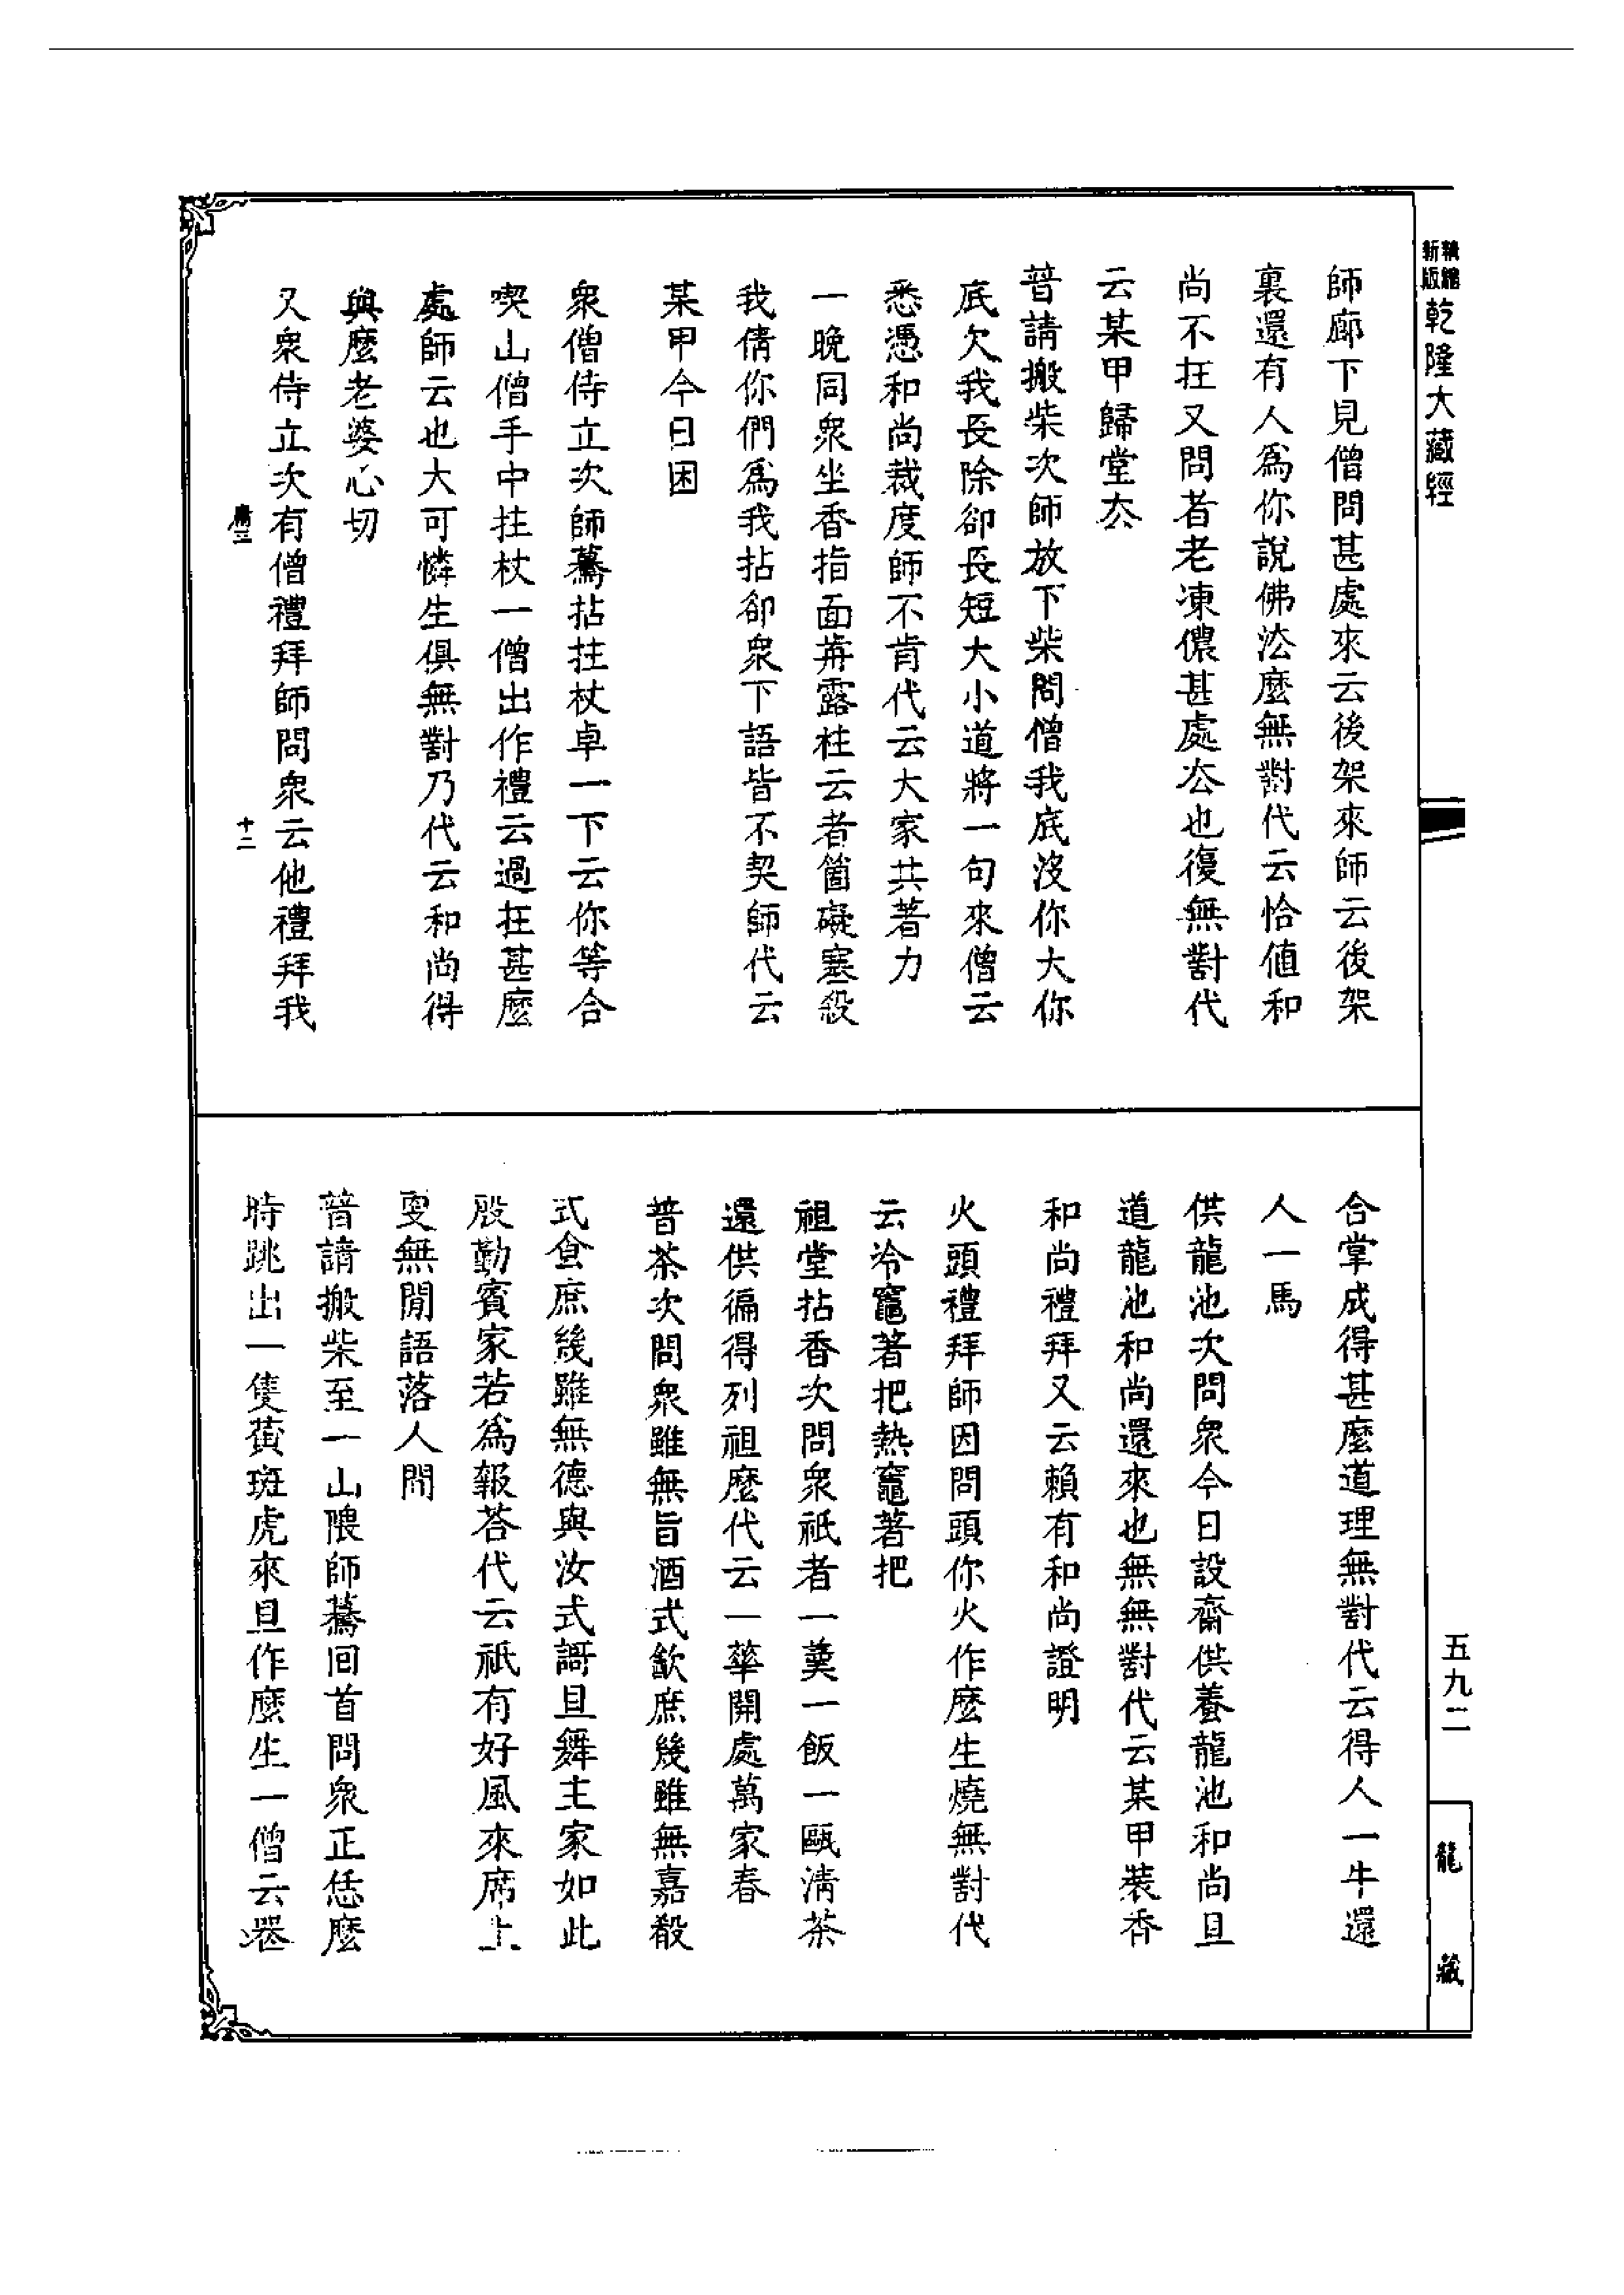 新版精縮
乾隆大藏經
師廊下見僧問甚處來云後架來師云後架
裏還有人為你說佛法麼無對代云恰值和
尚不在又問者老凍儂甚處去也復無對代
云某甲歸堂去
普請搬柴次師放下柴問僧我底沒你大你
底欠我長除卻長短大小道將一句來僧云
悉憑和尚裁度師不肯代云大家共著力
一晚同眾坐香指面前露柱云者箇礙塞殺
我倩你們為我拈卻眾下語皆不契師代云
某甲今日困
眾僧侍立次師驀拈拄杖卓一下云你等合
喫山僧手中拄杖一僧出作禮云過在甚麼
處師云也大可憐生俱無對乃代云和尚得
與麼老婆心切
又眾侍立次有僧禮拜師問眾云他禮拜我
十二
合掌成得甚麼道理無對代云得人一牛還
人一馬
供龍池次問眾今日設齋供養龍池和尚且
道龍池和尚還來也無無對代云某甲裝香
和尚禮拜又云賴有和尚證明
火頭禮拜師因問頭你火作麼生燒無對代
云冷竈著把熱竈著把
祖堂拈香次問眾祇者一羹一飯一甌清茶
還供徧得列祖麼代云一華開處萬家春
普茶次問眾雖無旨酒式飲庶幾雖無嘉殽
式食庶幾雖無德與汝式謌且舞主家如此
殷勤賓家若為報荅代云祇有好風來席上
更無閒語落人間
普請搬柴至一山隈師驀回首問眾正恁麼
時跳出一隻黃斑虎來且作麼生一僧云
五九二
龍藏